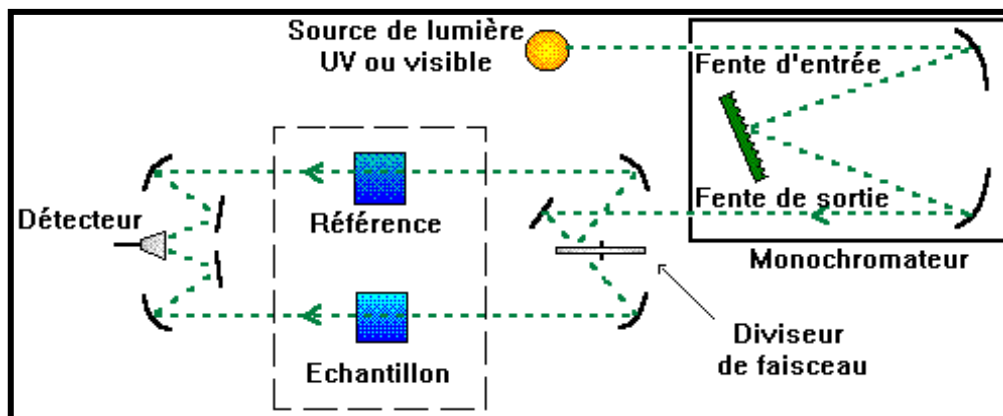 Source de lumière
UV ou visible
Fente d'entrée
Fente de sortie
Monochromateur
Détecteur
Référence
Echantillon
Diviseur
de faisceau